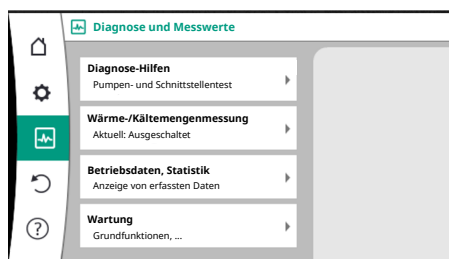 Diagnose und Messwerte
Diagnose-Hilfen
Pumpen- und Schnittstellentest
Wärme-/Kältemengenmessung
Aktuell: Ausgeschaltet
Betriebsdaten, Statistik
Anzeige von erfassten Daten
Wartung
Grundfunktionen, ...
?